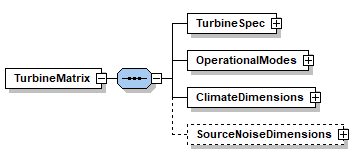 TurbineSpec
OperationalModes
TurbineMatrix
ClimateDimensions
SourceNoiseDimensions